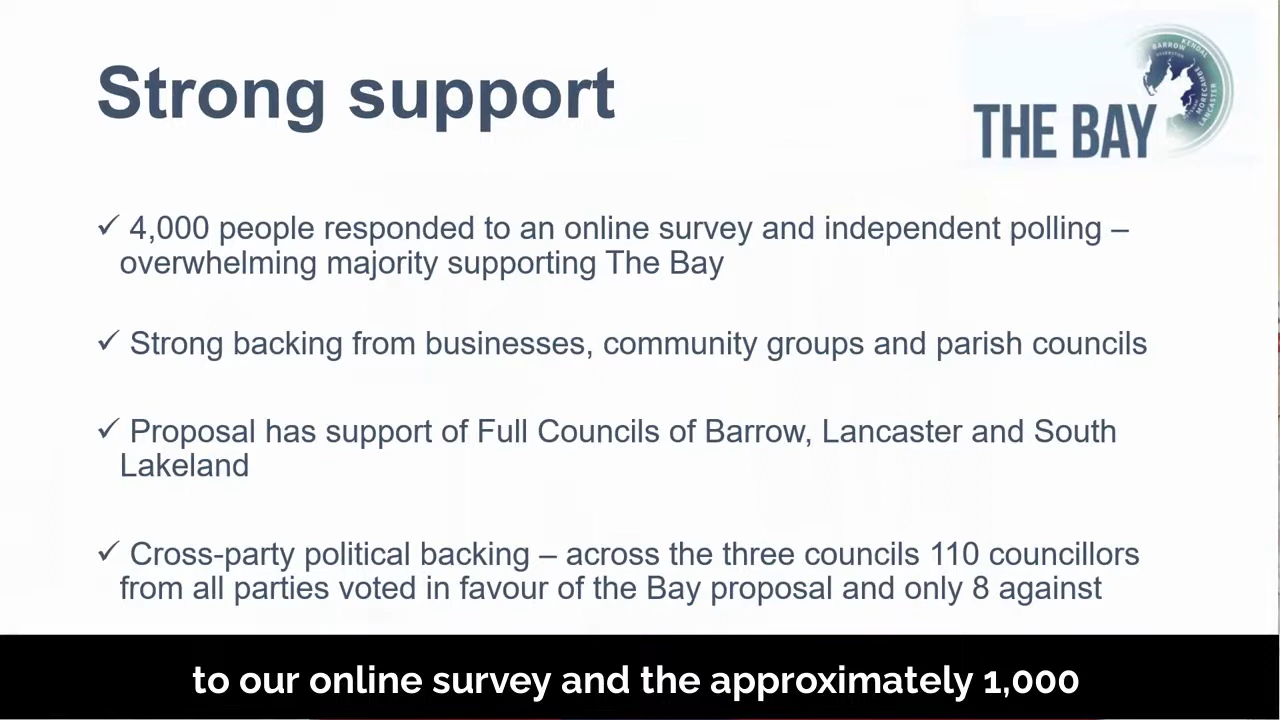 Strong support
BARROW
KENDAL
MORECAMBE
LANCASTER
THE BAY
✓ 4,000 people responded to an online survey and independent polling –
overwhelming majority supporting The Bay
✓ Strong backing from businesses, community groups and parish councils
✓ Proposal has support of Full Councils of Barrow, Lancaster and South
Lakeland
✓ Cross-party political backing – across the three councils 110 councillors
from all parties voted in favour of the Bay proposal and only 8 against
to our online survey and the approximately 1,000